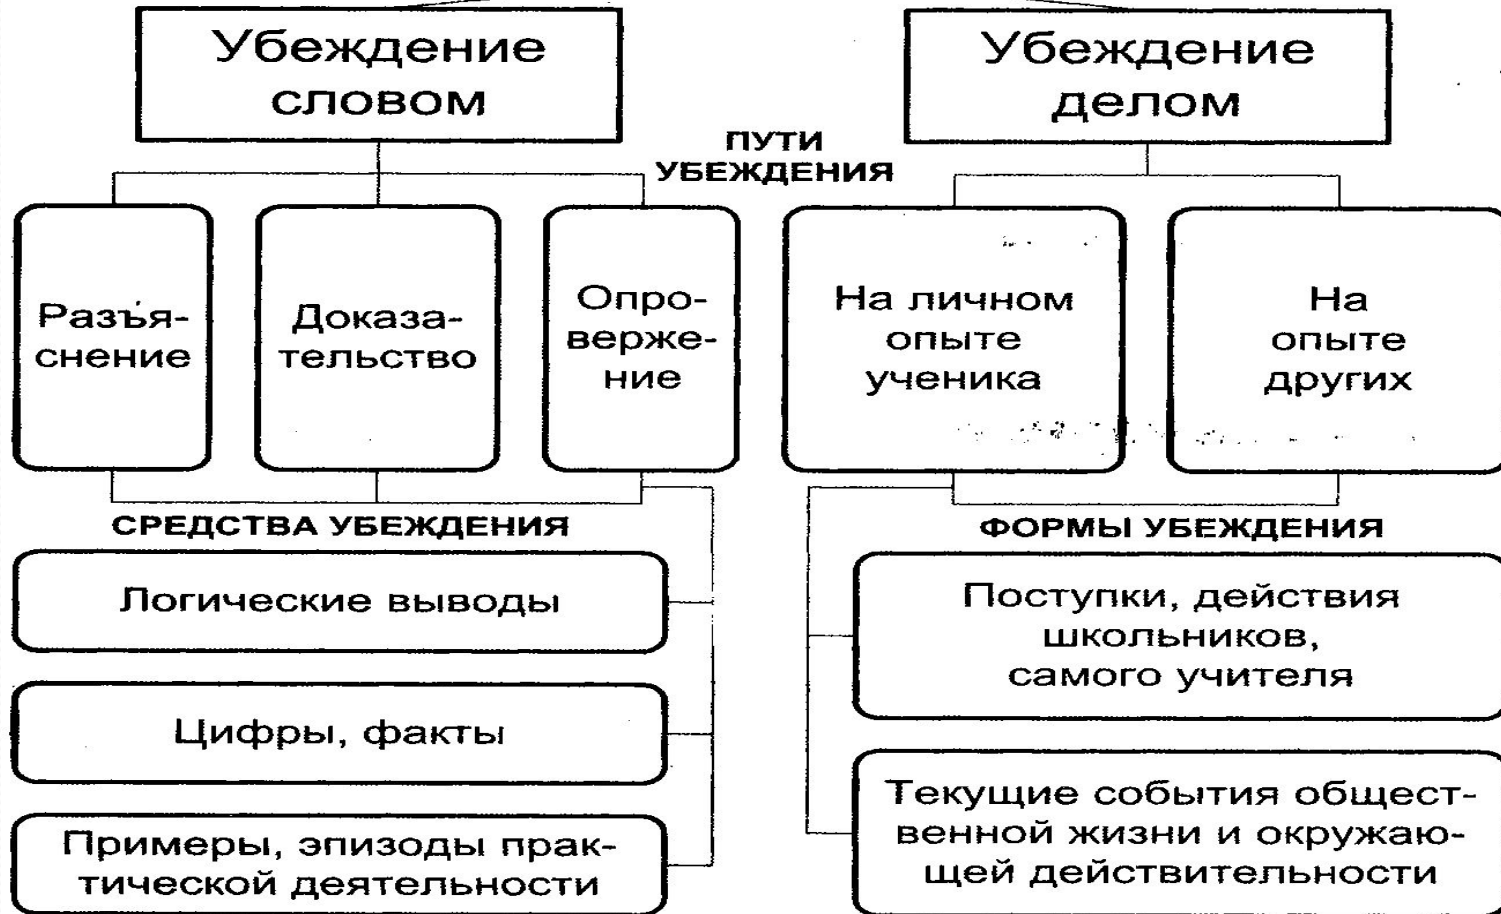 Убеждение
словом
Убеждение
делом
ПУТИ
УБЕЖДЕНИЯ
Разъя-
снение
Доказа-
тельство
Опро-
верже-
ние
На личном
опыте
ученика
На
опыте
других
СРЕДСТВА УБЕЖДЕНИЯ
Логические выводы
Цифры, факты
Примеры, эпизоды прак-
тической деятельности
ФОРМЫ УБЕЖДЕНИЯ
Поступки, действия
школьников,
самого учителя
Текущие события общест-
венной жизни и окружаю-
щей действительности